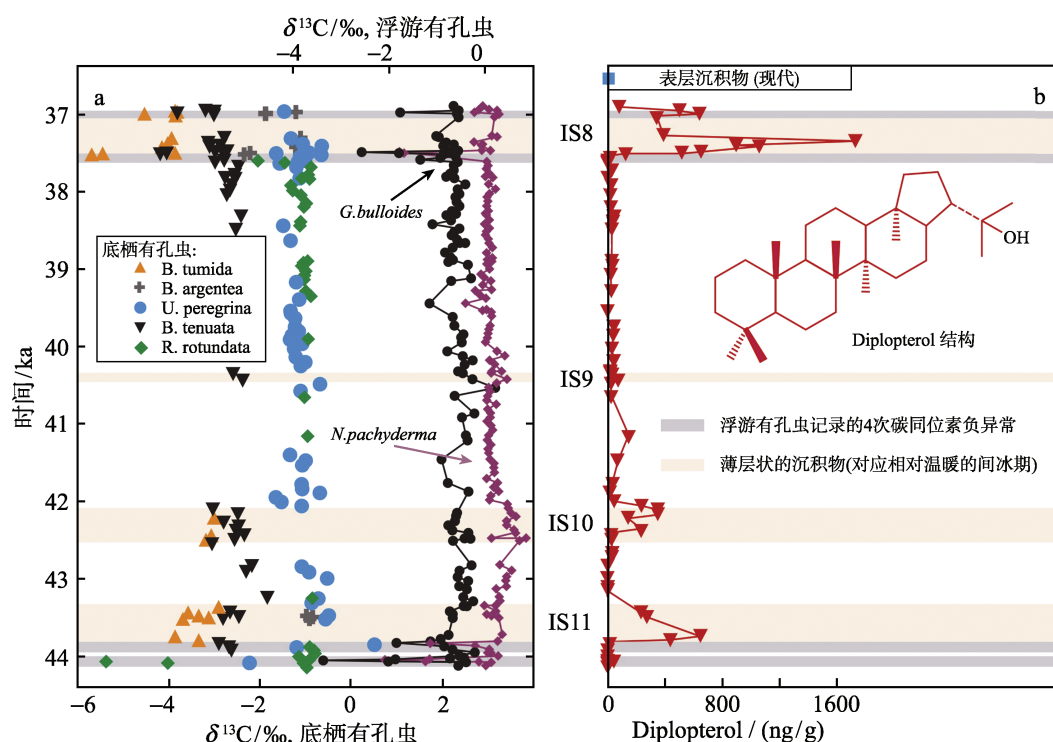 δ¹³C/‰, 浮游有孔虫
−4 −2 0
a
表层沉积物 (现代)
b
37
38
39
40
41
42
43
44
时间/ka
G.bulloides
底栖有孔虫:
B. tumida
B. argentea
U. peregrina
B. tenuata
R. rotundata
N.pachyderma
−6 −4 −2 0 2
δ¹³C/‰, 底栖有孔虫
IS8
IS9
IS10
IS11
OH
Diplopterol 结构
浮游有孔虫记录的4次碳同位素负异常
薄层状的沉积物(对应相对温暖的间冰期)
0 800 1600
Diplopterol / (ng/g)